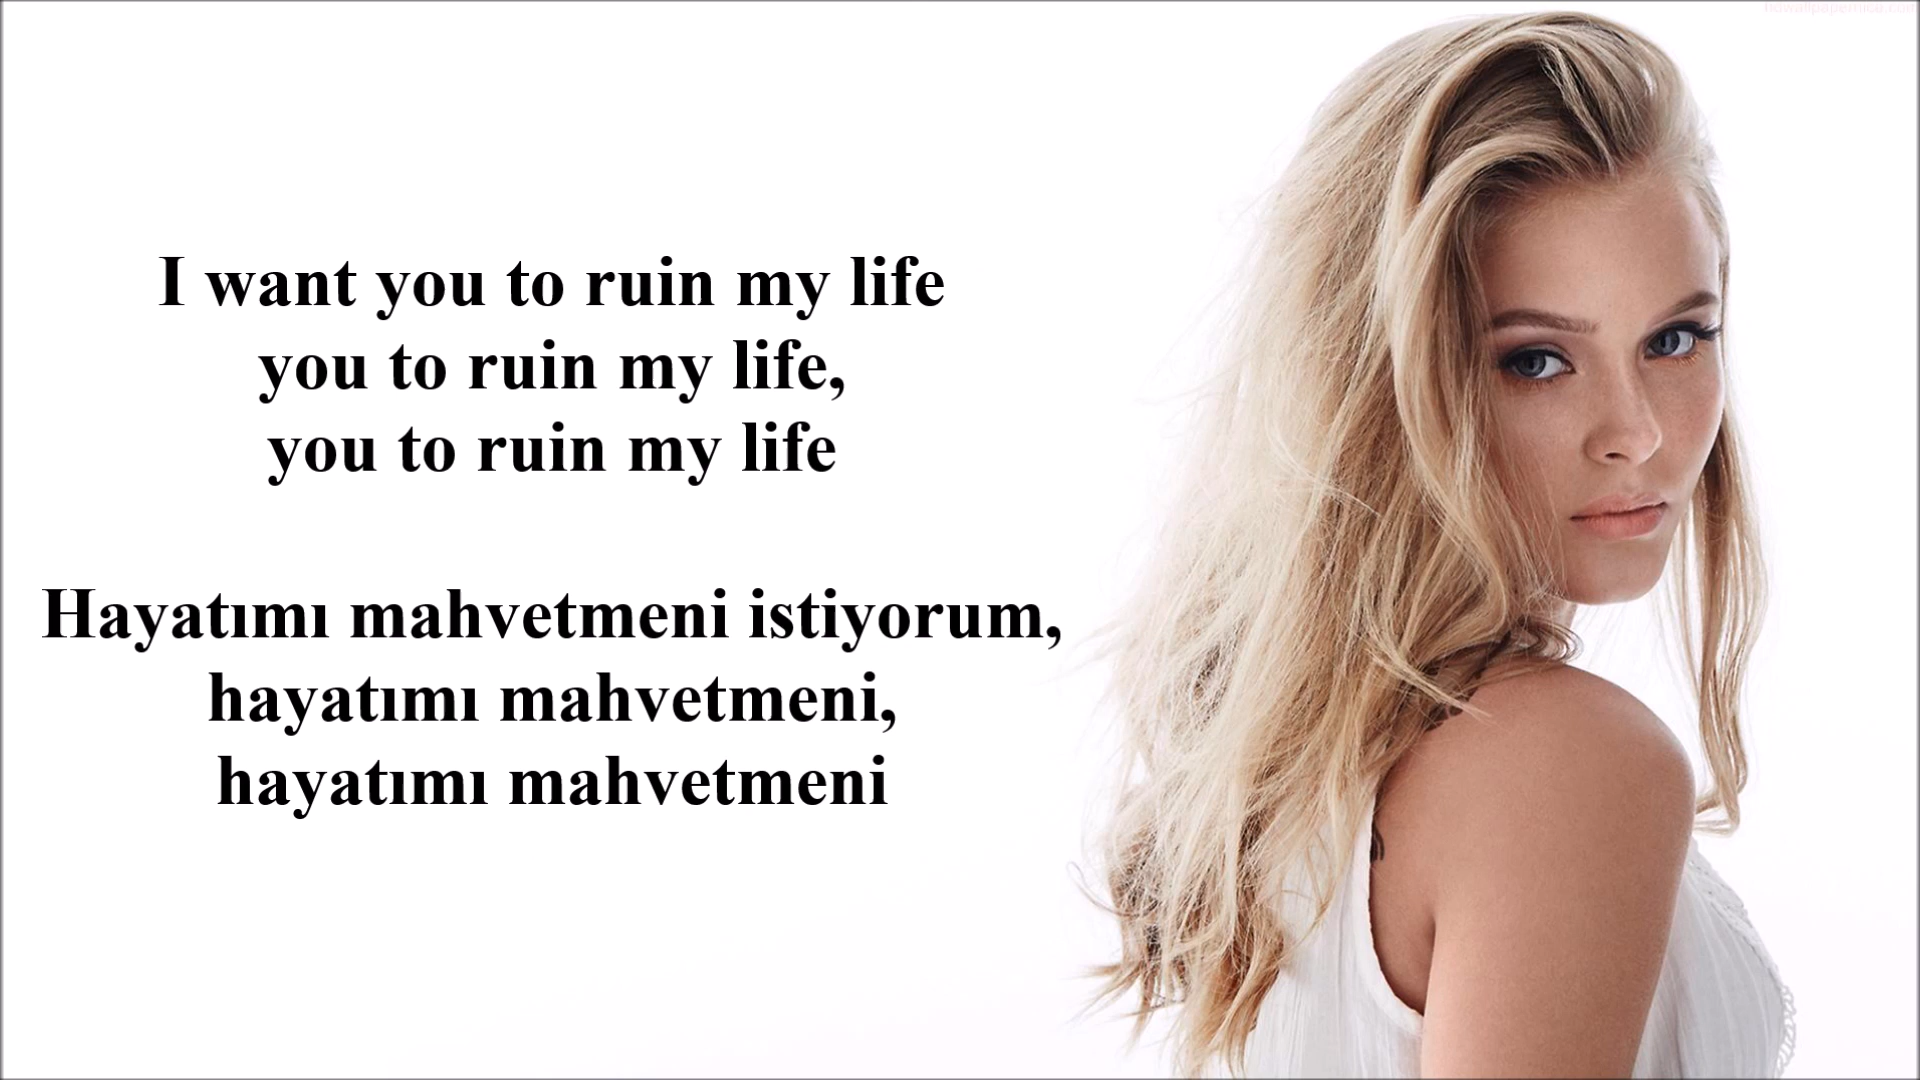 I want you to ruin my life
you to ruin my life,
you to ruin my life
Hayatımı mahvetmeni istiyorum,
hayatımı mahvetmeni,
hayatımı mahvetmeni